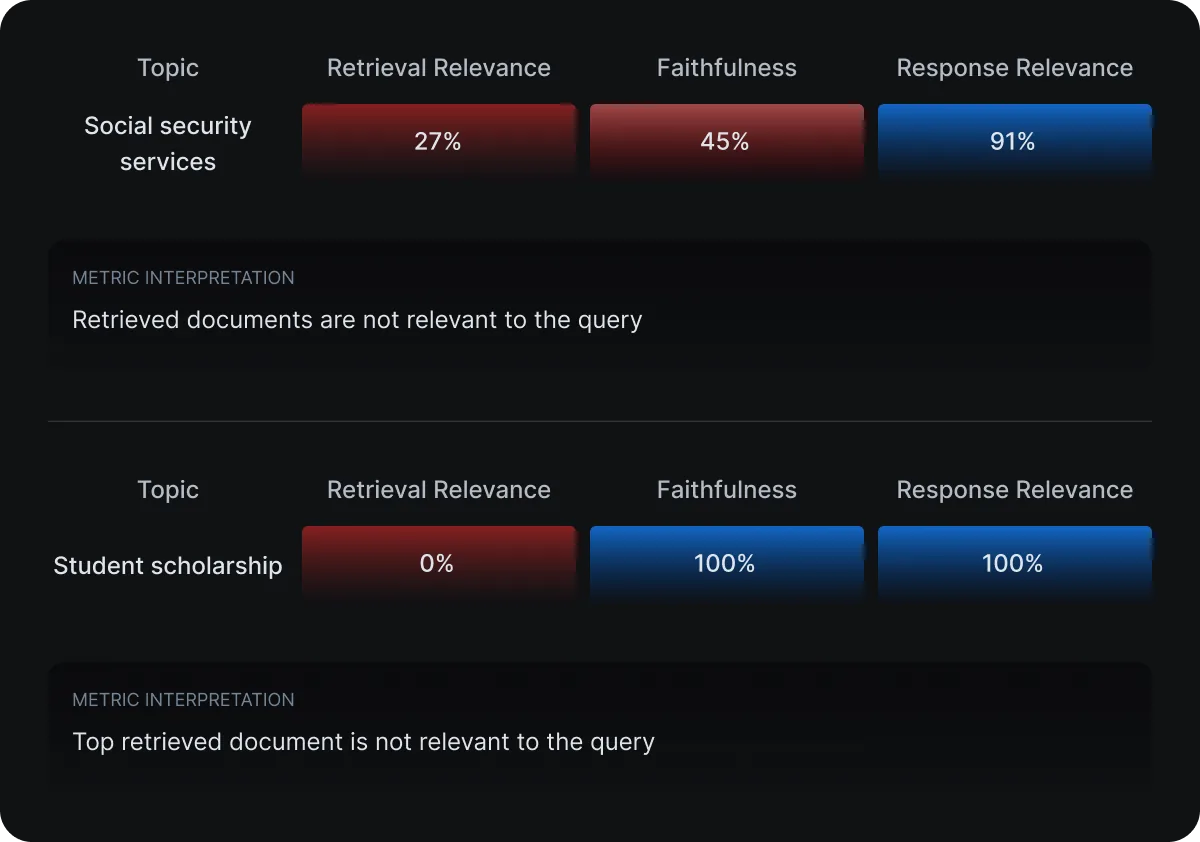 Topic Retrieval Relevance Faithfulness Response Relevance
Social security
services
27% 45% 91%
METRIC INTERPRETATION
Retrieved documents are not relevant to the query
Topic Retrieval Relevance Faithfulness Response Relevance
Student scholarship 0% 100% 100%
METRIC INTERPRETATION
Top retrieved document is not relevant to the query